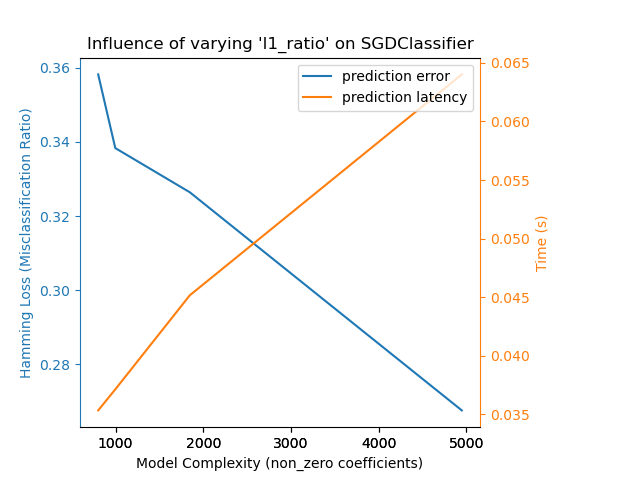 Influence of varying 'l1_ratio' on SGDClassifier
prediction error
prediction latency
0.36
0.34
0.32
0.30
0.28
Hamming Loss (Misclassification Ratio)
0.065
0.060
0.055
0.050
0.045
0.040
0.035
Time (s)
1000 2000 3000 4000 5000
Model Complexity (non_zero coefficients)